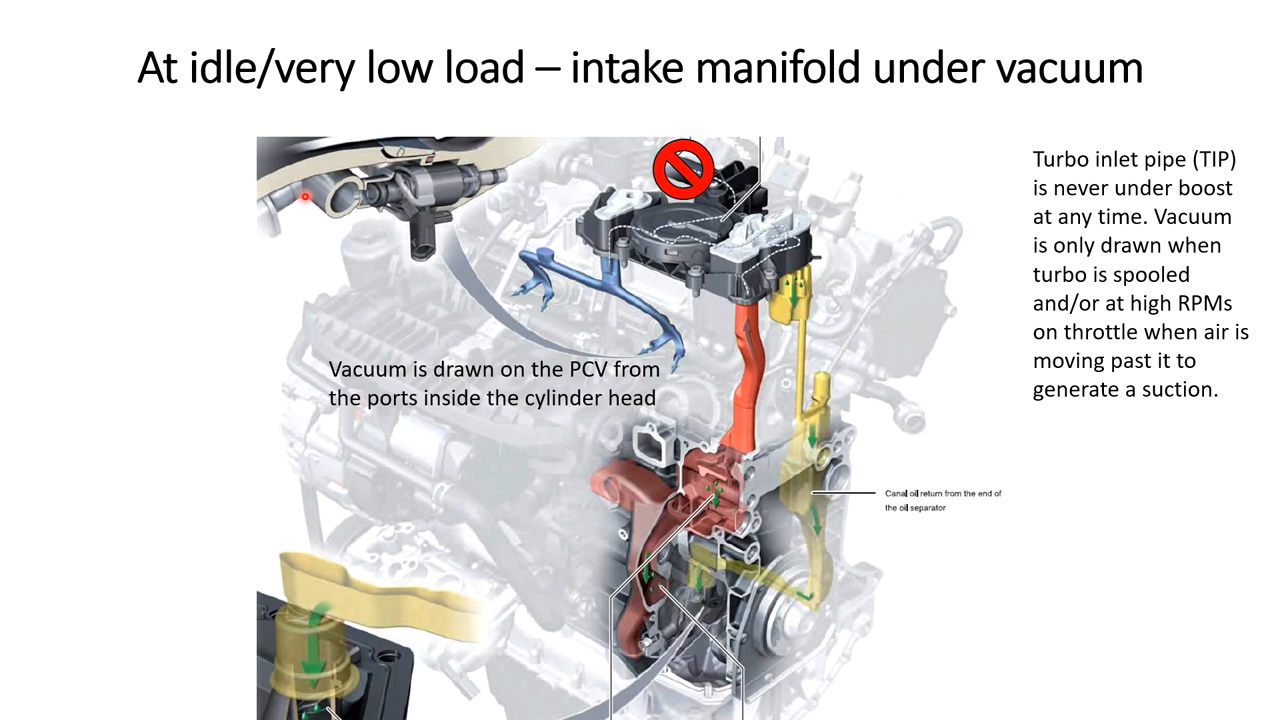 At idle/very low load – intake manifold under vacuum
Turbo inlet pipe (TIP)
is never under boost
at any time. Vacuum
is only drawn when
turbo is spooled
and/or at high RPMs
on throttle when air is
moving past it to
generate a suction.
Vacuum is drawn on the PCV from
the ports inside the cylinder head
Canal oil return from the end of
the oil separator